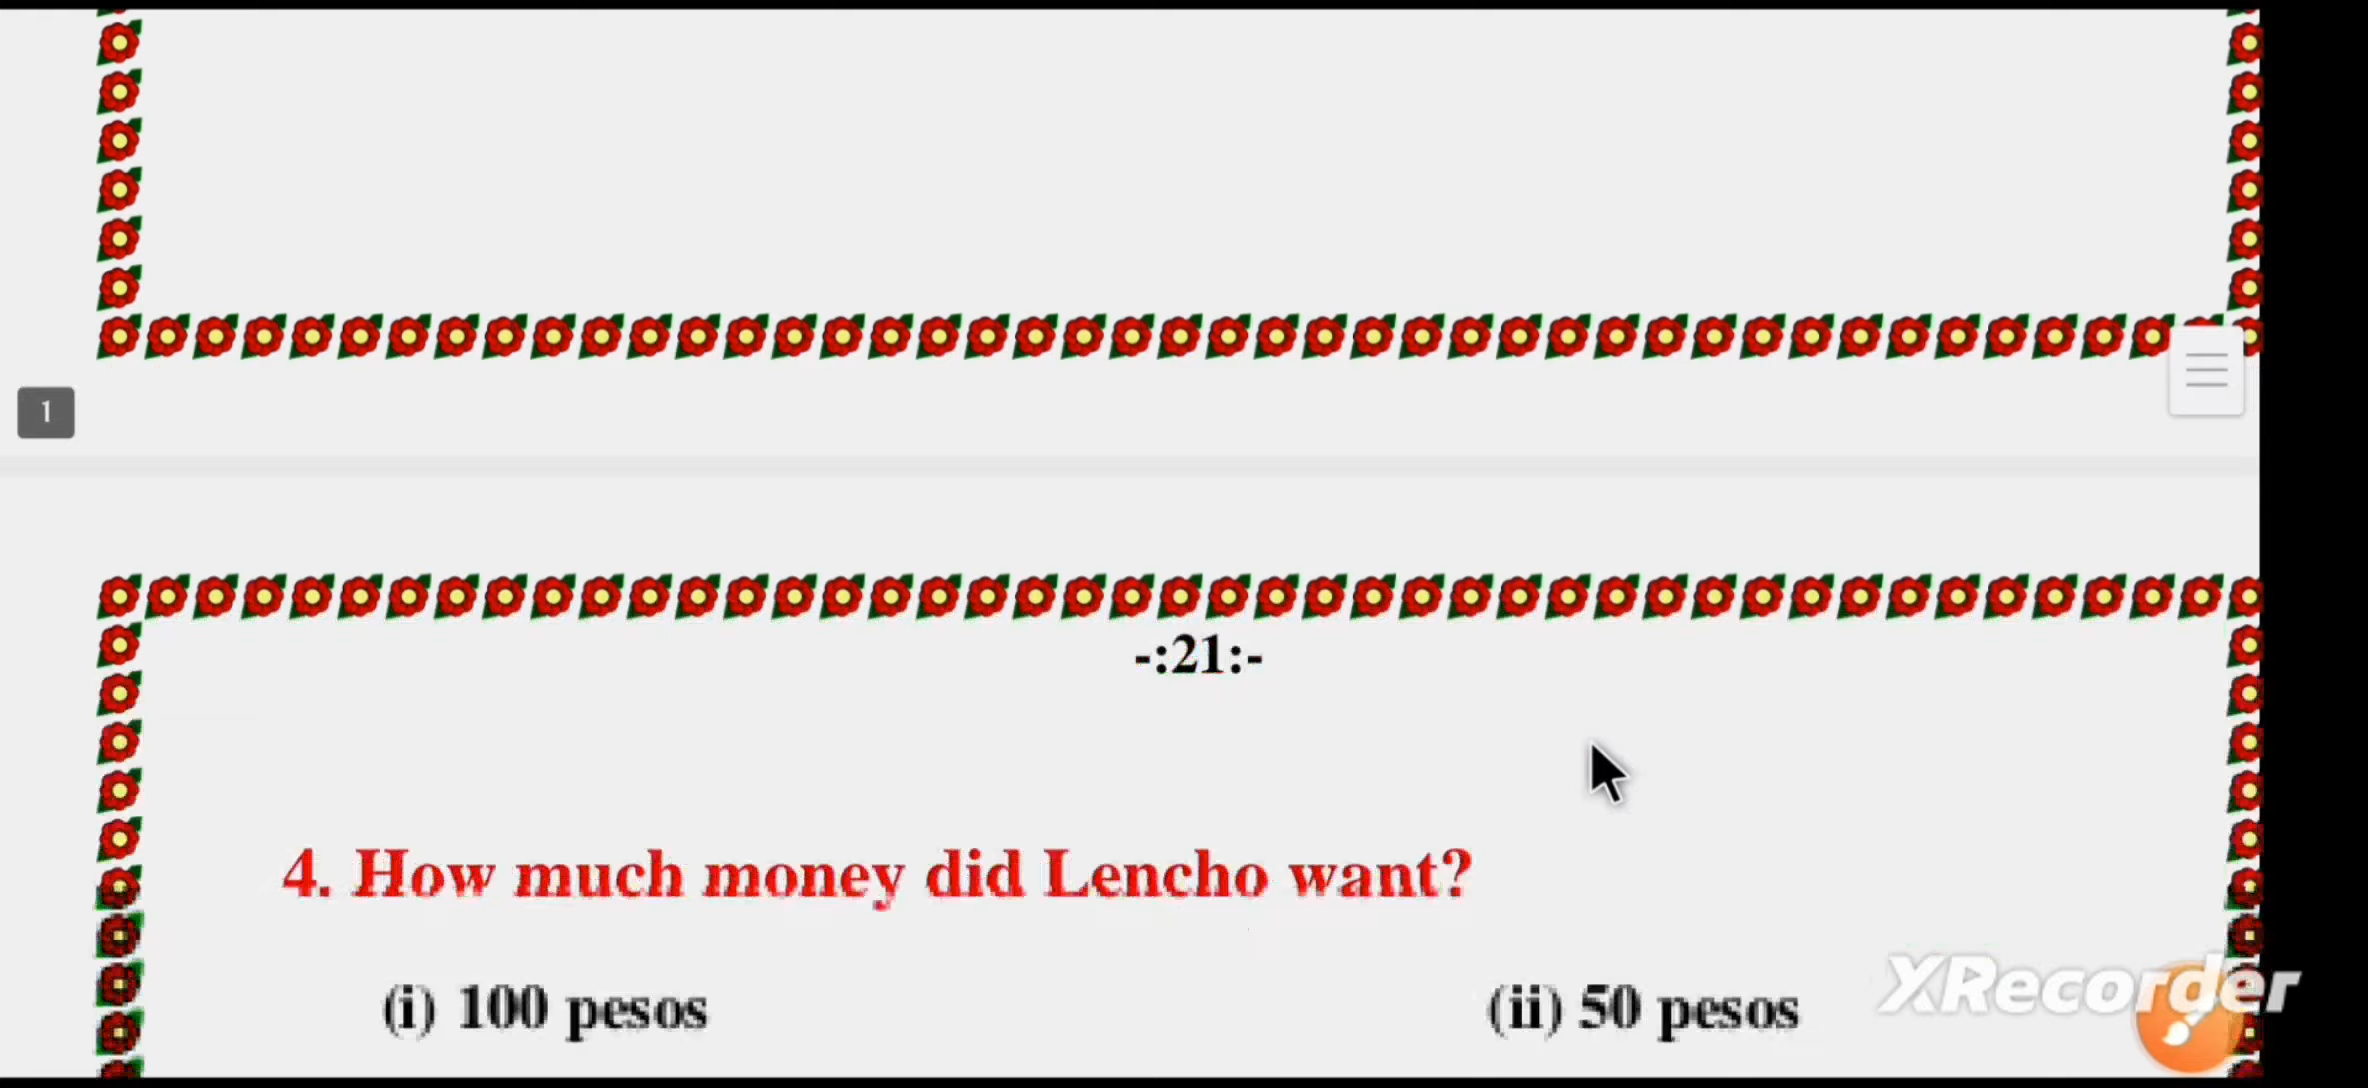 1
-:21:-
4. How much money did Lencho want?
(i) 100 pesos (ii) 50 pesos
XRecorder